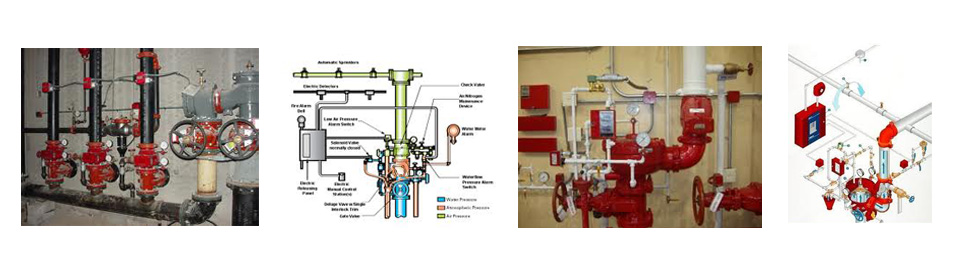 Automatic Sprinklers
Electric Detectors
Check Valve
Air/Nitrogen
Maintenance
Device
Fire Alarm
Bell
Low Air Pressure
Alarm Switch
Water Motor
Alarm
Solenoid Valve
normally closed
Electric
Releasing
Panel
Electric
Manual Control
Station(s)
Waterflow
Pressure Alarm
Switch
Deluge Valve w/Single
Interlock Trim
Gate Valve
Water Pressure
Atmospheric Pressure
Air Pressure